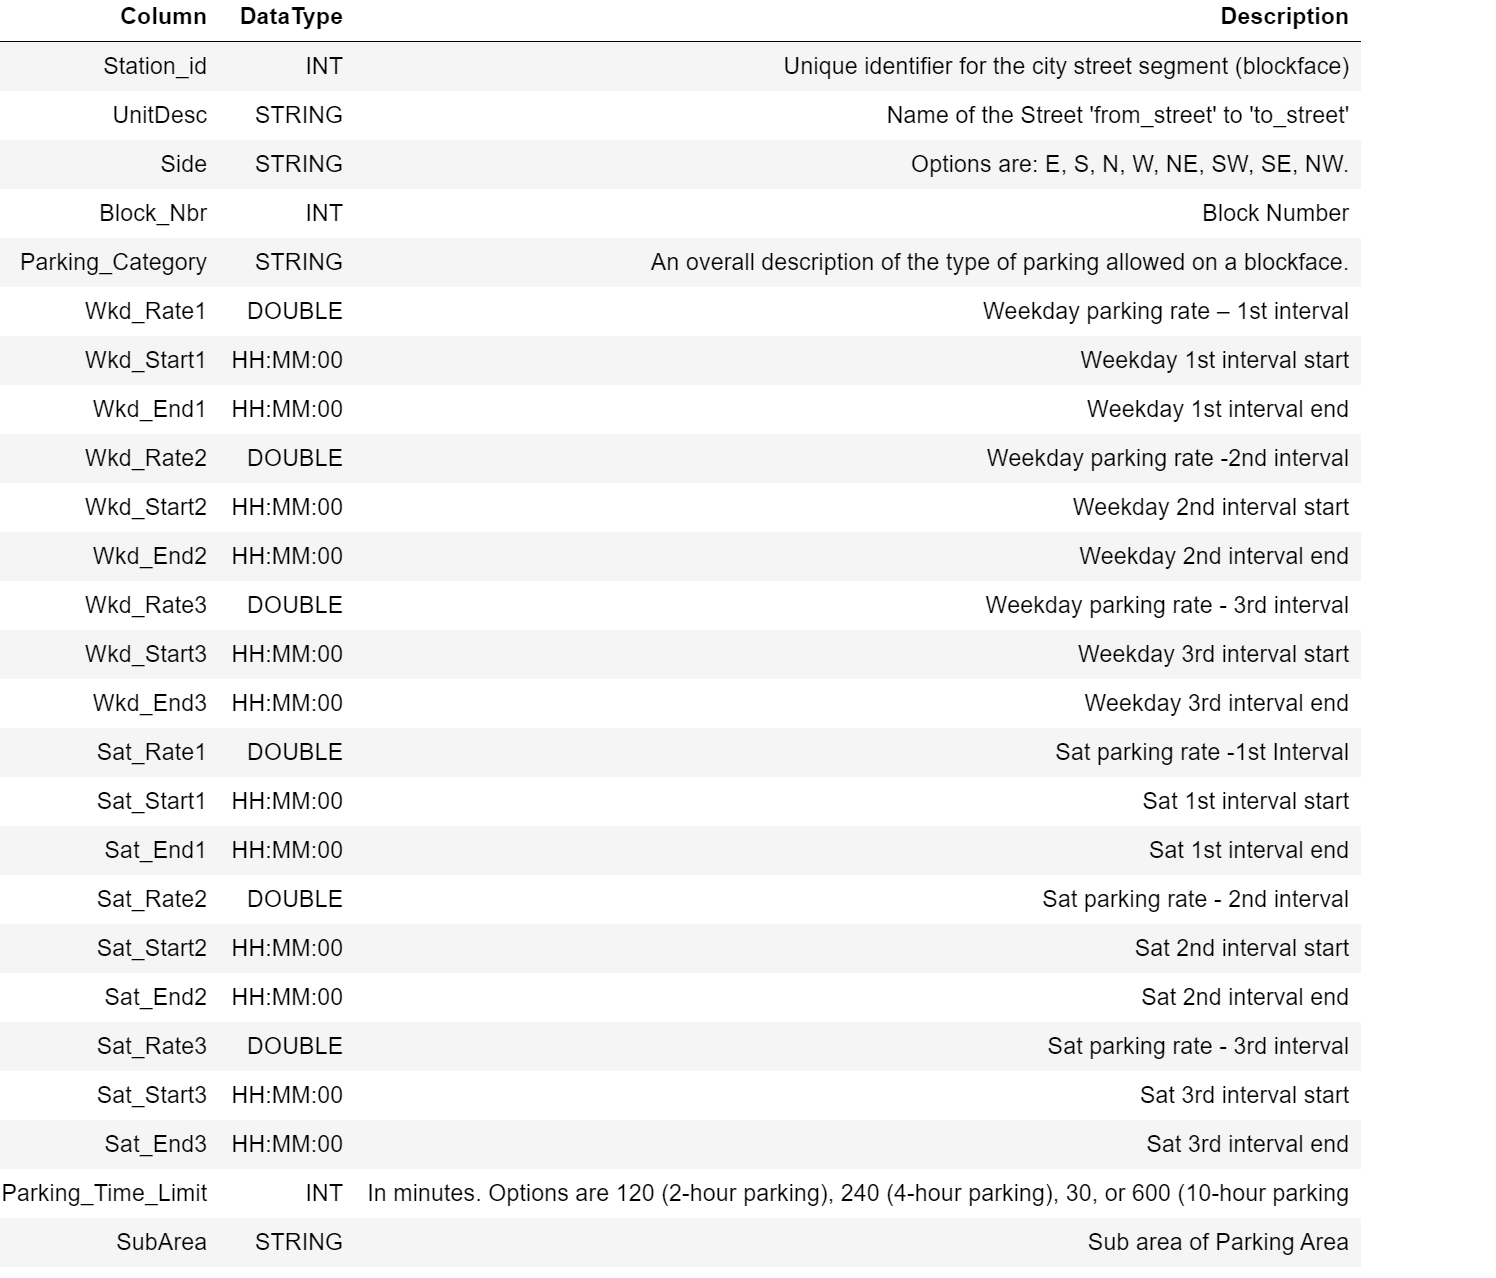 Column DataType Description
Station_id INT Unique identifier for the city street segment (blockface)
UnitDesc STRING Name of the Street 'from_street' to 'to_street'
Side STRING Options are: E, S, N, W, NE, SW, SE, NW.
Block_Nbr INT Block Number
Parking_Category STRING An overall description of the type of parking allowed on a blockface.
Wkd_Rate1 DOUBLE Weekday parking rate – 1st interval
Wkd_Start1 HH:MM:00 Weekday 1st interval start
Wkd_End1 HH:MM:00 Weekday 1st interval end
Wkd_Rate2 DOUBLE Weekday parking rate -2nd interval
Wkd_Start2 HH:MM:00 Weekday 2nd interval start
Wkd_End2 HH:MM:00 Weekday 2nd interval end
Wkd_Rate3 DOUBLE Weekday parking rate - 3rd interval
Wkd_Start3 HH:MM:00 Weekday 3rd interval start
Wkd_End3 HH:MM:00 Weekday 3rd interval end
Sat_Rate1 DOUBLE Sat parking rate -1st Interval
Sat_Start1 HH:MM:00 Sat 1st interval start
Sat_End1 HH:MM:00 Sat 1st interval end
Sat_Rate2 DOUBLE Sat parking rate - 2nd interval
Sat_Start2 HH:MM:00 Sat 2nd interval start
Sat_End2 HH:MM:00 Sat 2nd interval end
Sat_Rate3 DOUBLE Sat parking rate - 3rd interval
Sat_Start3 HH:MM:00 Sat 3rd interval start
Sat_End3 HH:MM:00 Sat 3rd interval end
Parking_Time_Limit INT In minutes. Options are 120 (2-hour parking), 240 (4-hour parking), 30, or 600 (10-hour parking
SubArea STRING Sub area of Parking Area